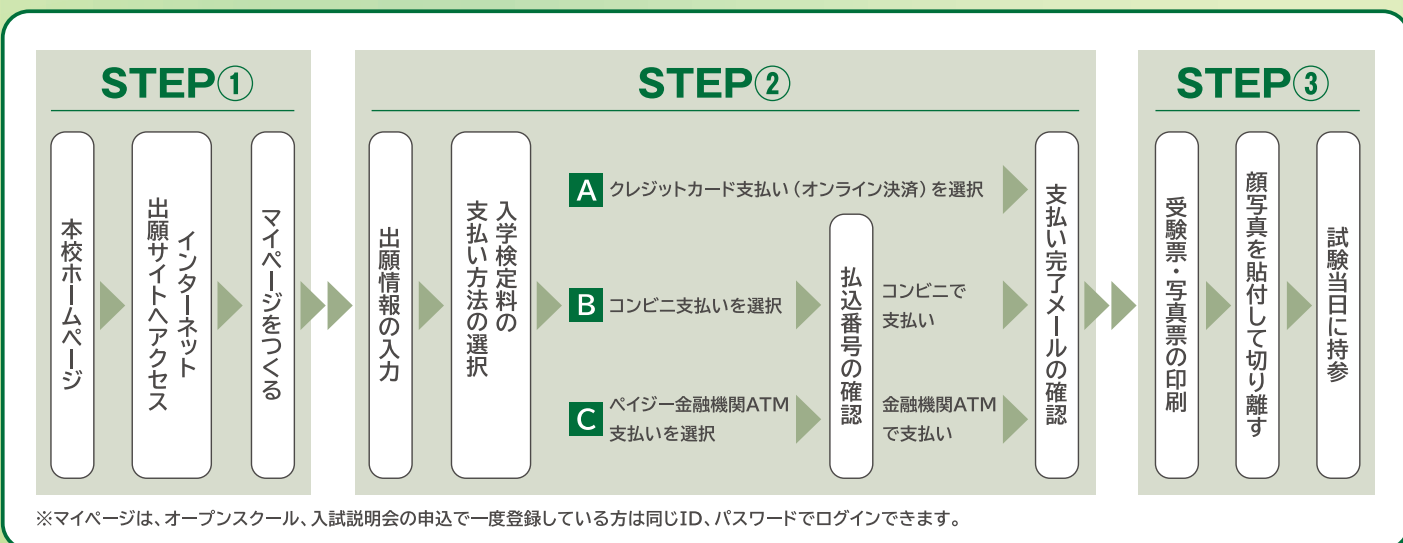 STEP①
本校ホームページ
インターネット
出願サイトへアクセス
マイページをつくる
STEP②
出願情報の入力
入学検定料の
支払い方法の選択
A クレジットカード支払い（オンライン決済）を選択
B コンビニ支払いを選択
C ペイジー金融機関ATM
支払いを選択
払込番号の確認
コンビニで
支払い
金融機関ATM
で支払い
支払い完了メールの確認
STEP③
受験票・写真票の印刷
顔写真を貼付して切り離す
試験当日に持参
※マイページは、オープンスクール、入試説明会の申込で一度登録している方は同じID、パスワードでログインできます。